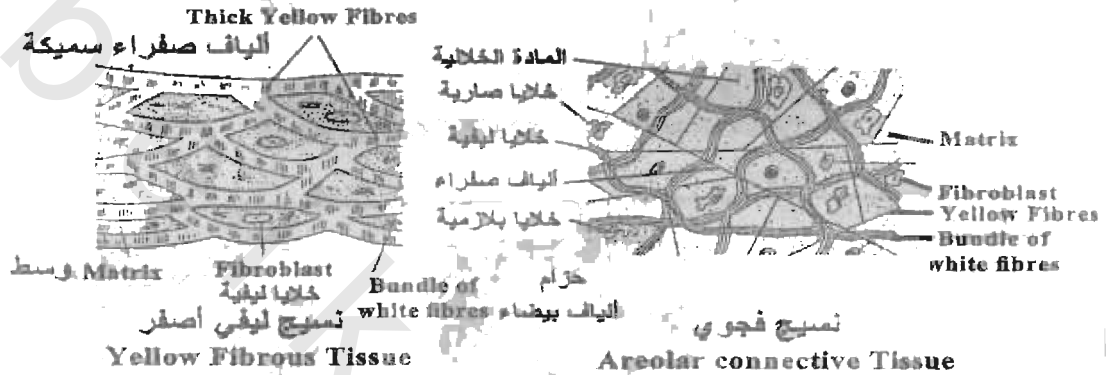 Thick Yellow Fibres
ألياف صفراء سميكة
وسط Matrix
Fibroblast
خلايا ليفية
Bundle of
white fibres ألياف بيضاء
حزام
نسيج ليفي أصفر
Yellow Fibrous Tissue
المادة الخلالية
خلايا صارية
خلايا ليفية
ألياف صفراء
خلايا بلازمية
Matrix
Fibroblast
Yellow Fibres
Bundle of
white fibres
نسيج فجوي
Areolar connective Tissue